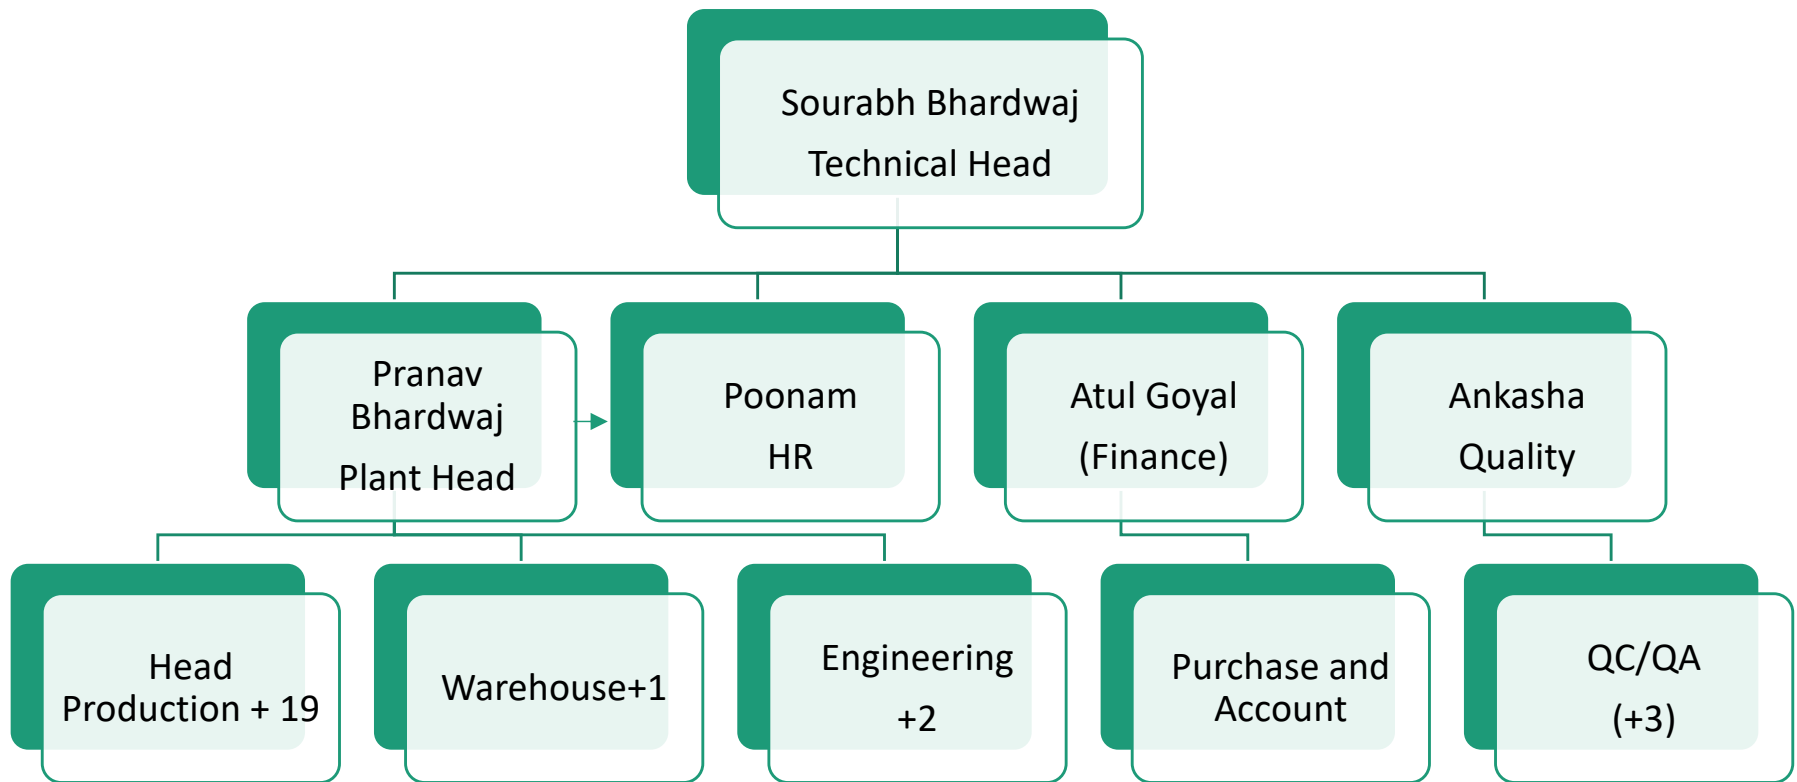 Sourabh Bhardwaj
Technical Head
Pranav
Bhardwaj
Plant Head
Poonam
HR
Atul Goyal
(Finance)
Ankasha
Quality
Head
Production + 19
Warehouse+1
Engineering
+2
Purchase and
Account
QC/QA
(+3)